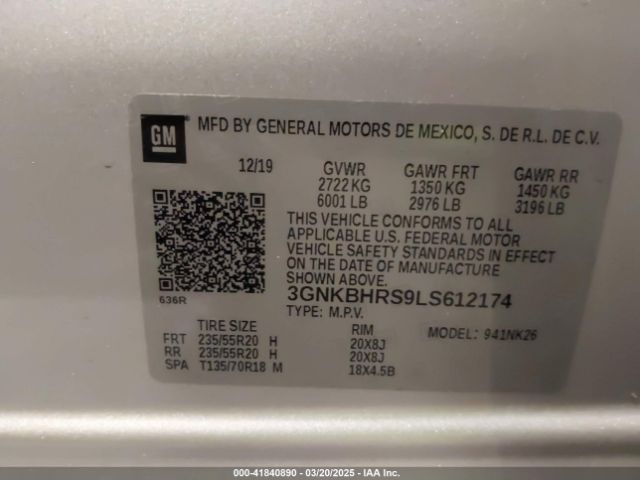 GM
MFD BY GENERAL MOTORS DE MEXICO, S. DE R.L. DE C.V.
12/19 GVWR GAWR FRT GAWR RR
2722 KG 1350 KG 1450 KG
6001 LB 2976 LB 3196 LB
THIS VEHICLE CONFORMS TO ALL
APPLICABLE U.S. FEDERAL MOTOR
VEHICLE SAFETY STANDARDS IN EFFECT
ON THE DATE OF MANUFACTURE
SHOWN ABOVE.
636R
3GNKBHRS9LS612174
TYPE: M.P.V.
TIRE SIZE RIM MODEL: 941NK26
FRT 235/55R20 H 20X8J
RR 235/55R20 H 20X8J
SPA T135/70R18 M 18X4.5B
000-41840890 — 03/20/2025 — IAA Inc.